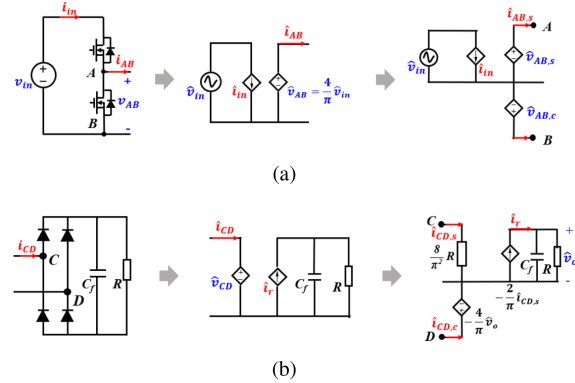 i_in
A
i_AB
+
v_in
v_AB
B
-
v̂_in
î_in
î_AB
v̂_AB = 4/π v̂_in
v̂_in
î_in
î_AB,s
A
v̂_AB,s
v̂_AB,c
B
(a)
i_CD
C
D
C_f
R
î_CD
v̂_CD
î_r
C_f
R
C
î_CD,s
8/π² R
î_CD,c
D
-4/π v̂_o
î_r
C_f
R
+
v̂_o
-
-2/π î_CD,s
(b)